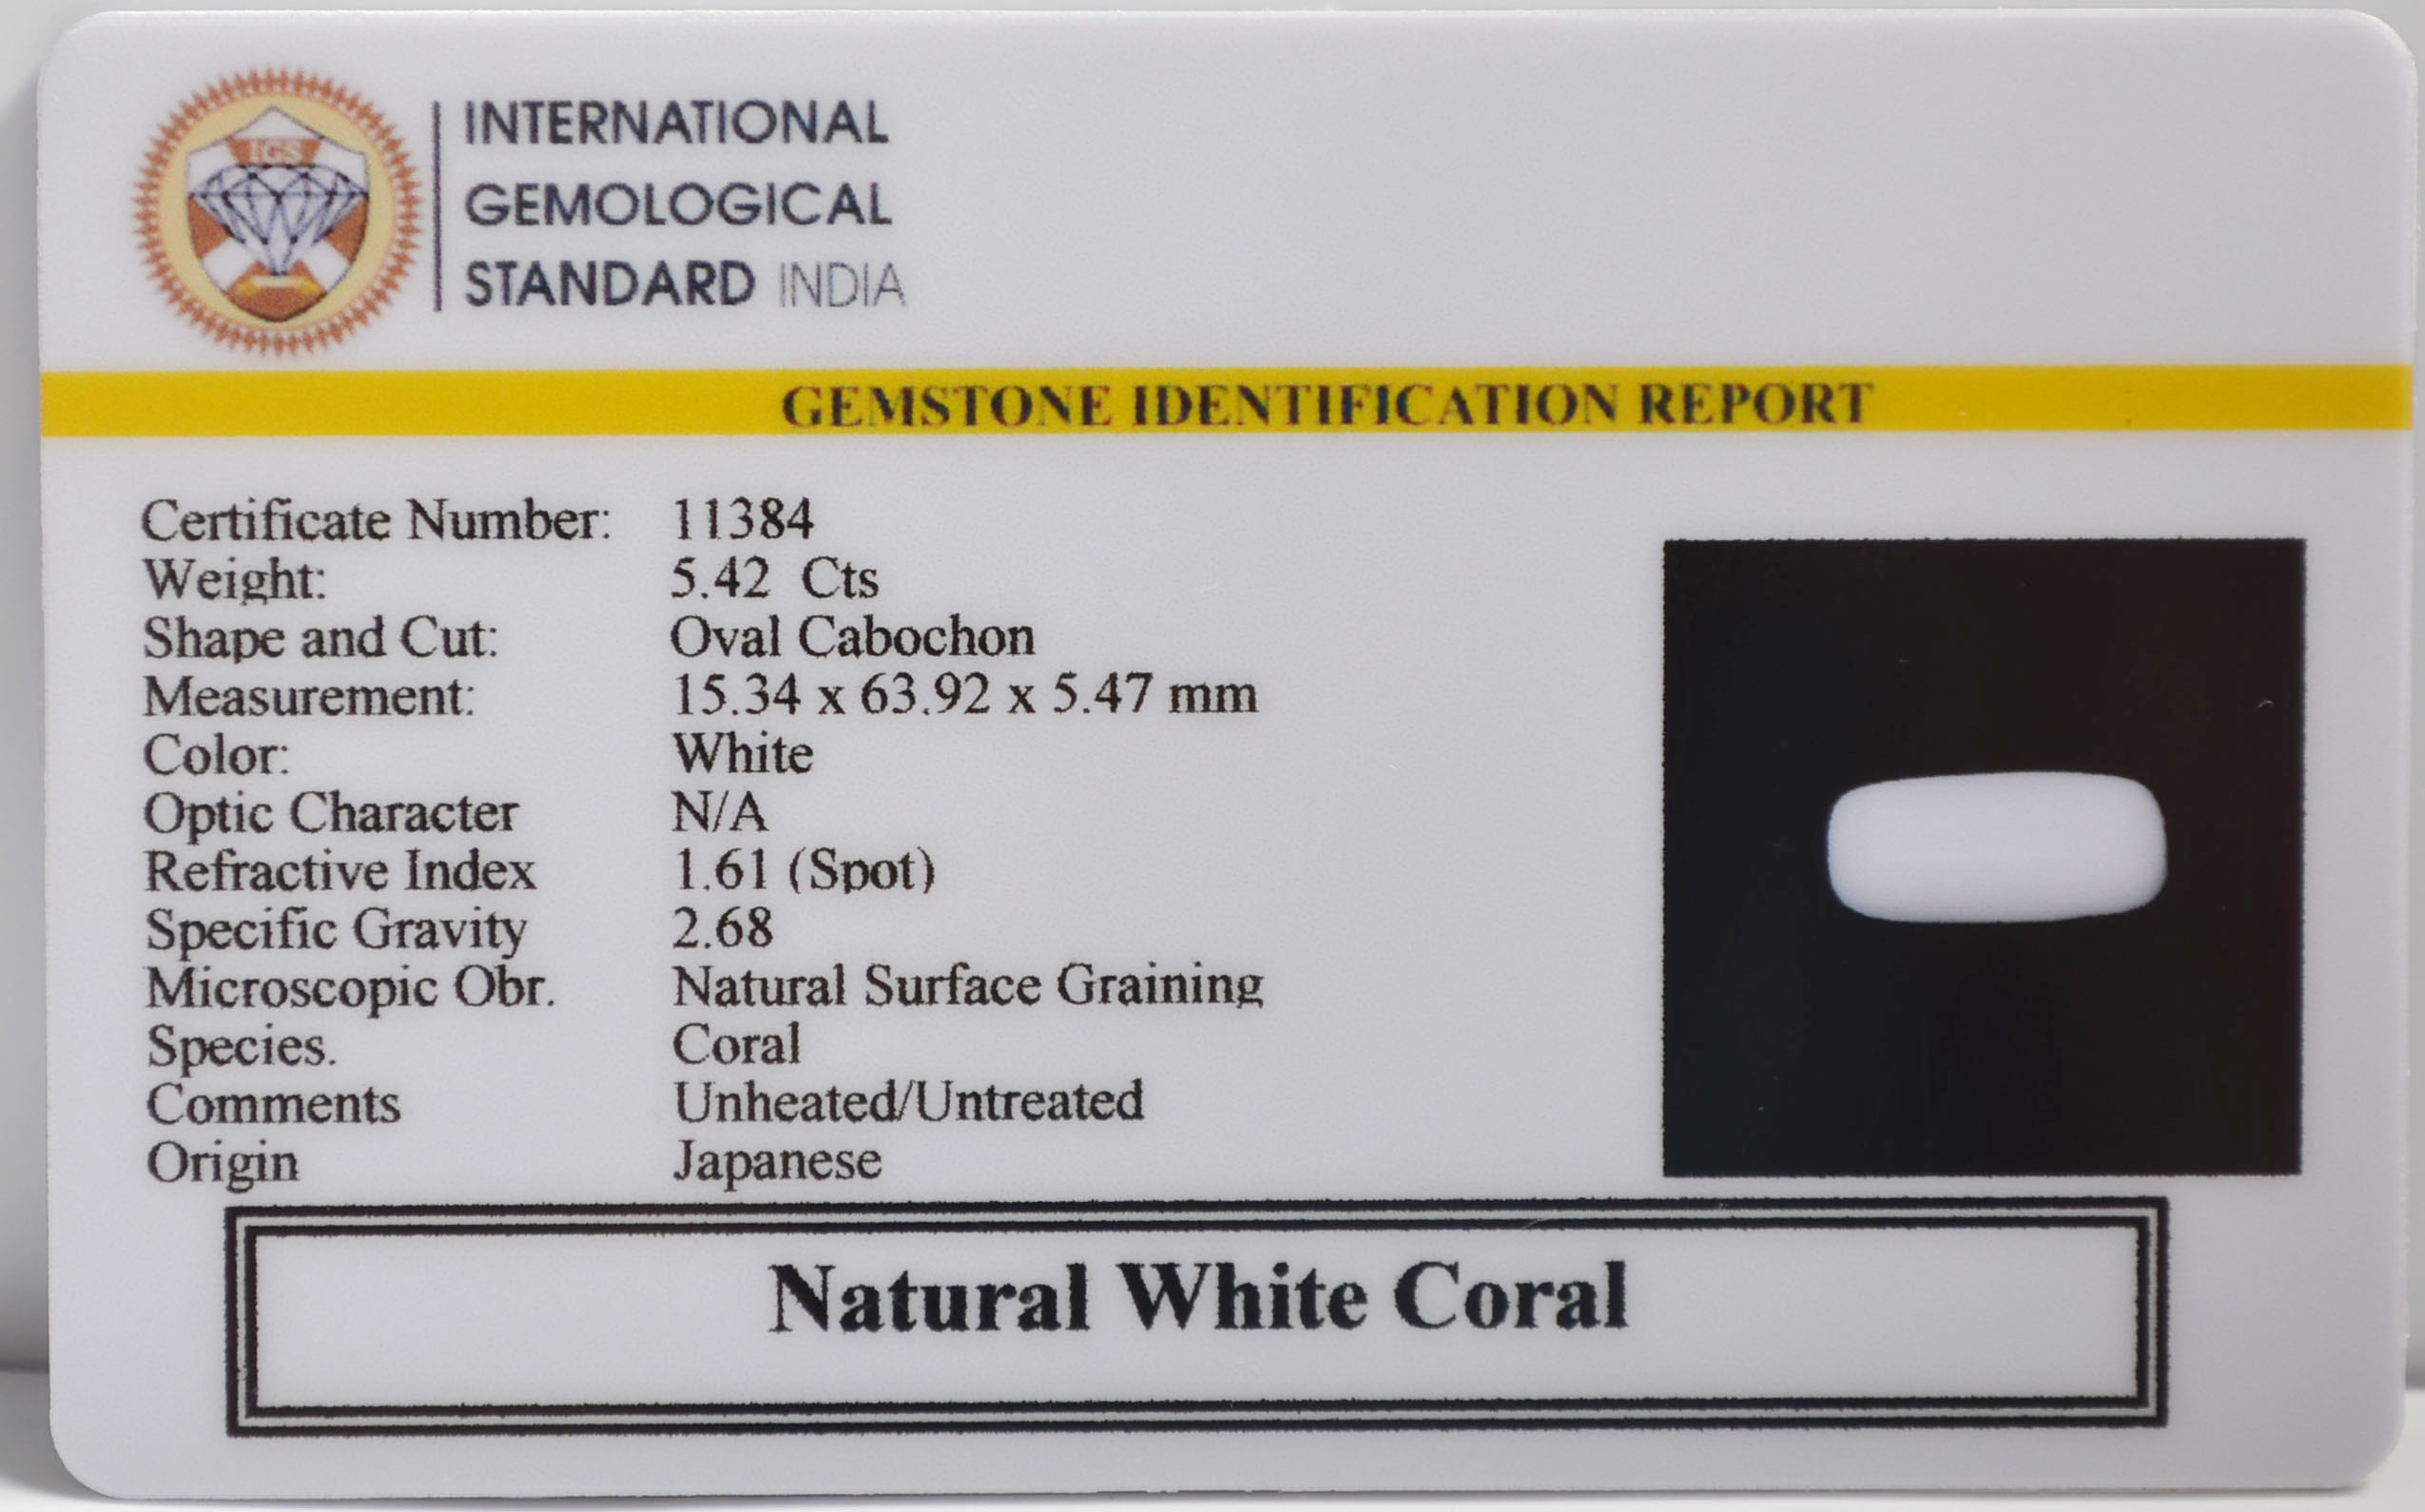 IGS
INTERNATIONAL
GEMOLOGICAL
STANDARD INDIA
GEMSTONE IDENTIFICATION REPORT
Certificate Number: 11384
Weight: 5.42 Cts
Shape and Cut: Oval Cabochon
Measurement: 15.34 x 63.92 x 5.47 mm
Color: White
Optic Character N/A
Refractive Index 1.61 (Spot)
Specific Gravity 2.68
Microscopic Obr. Natural Surface Graining
Species. Coral
Comments Unheated/Untreated
Origin Japanese
Natural White Coral